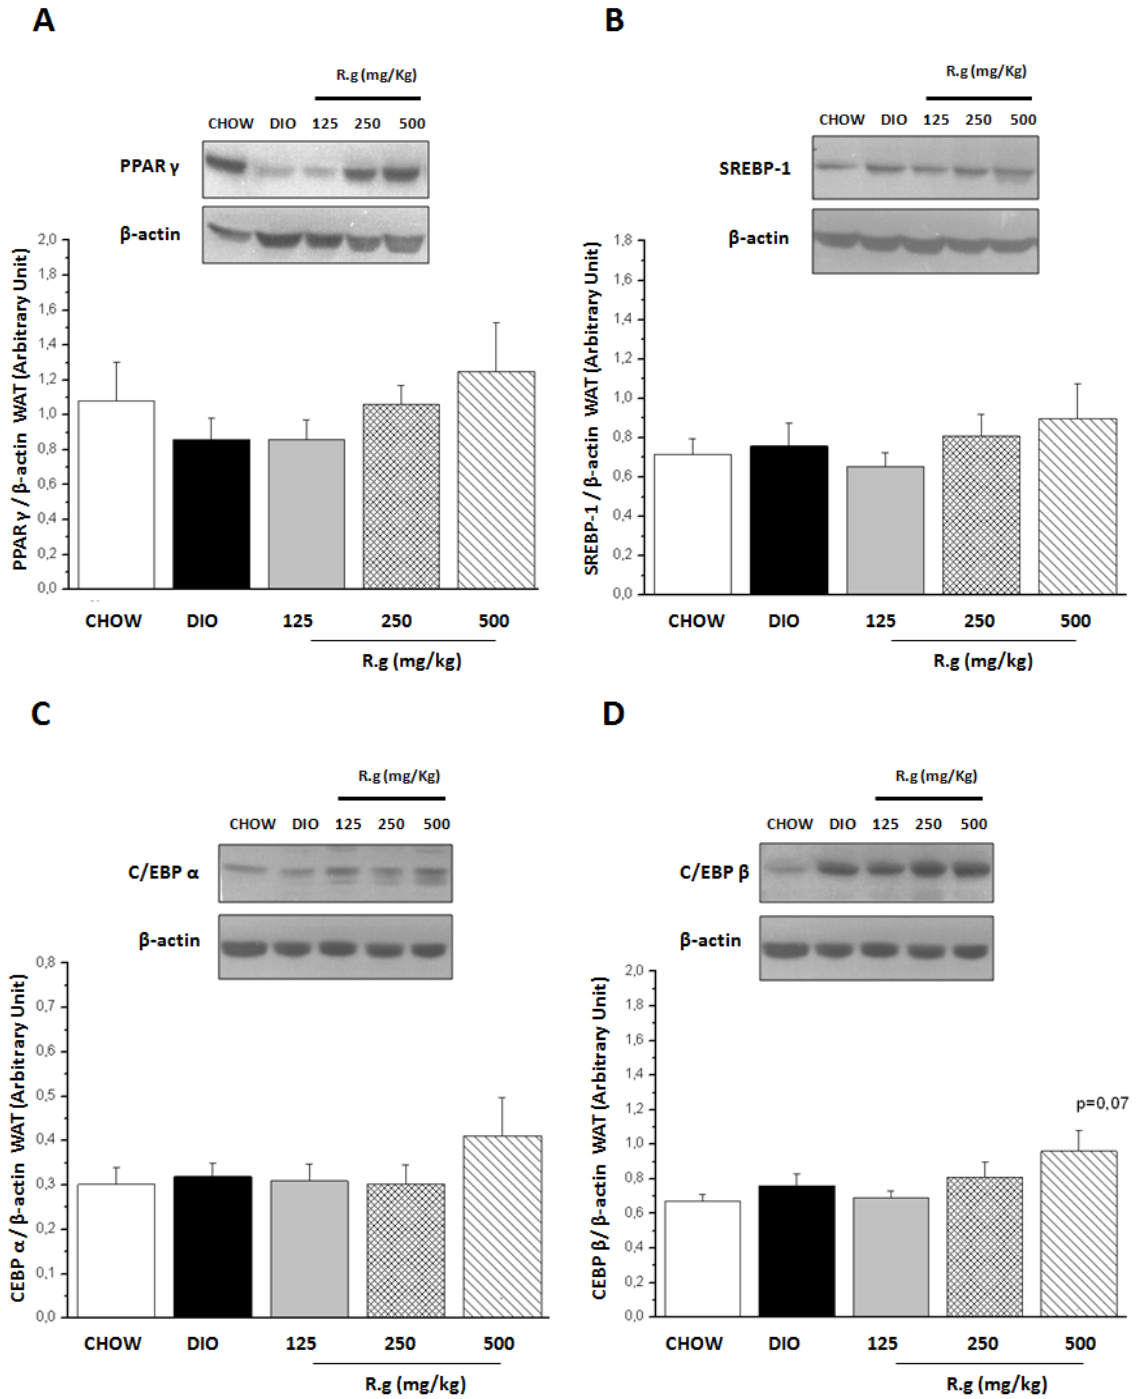 A
R.g (mg/Kg)
CHOW DIO 125 250 500
PPAR γ
β-actin
PPAR γ / β-actin WAT (Arbitrary Unit)
2,0
1,8
1,6
1,4
1,2
1,0
0,8
0,6
0,4
0,2
0,0
CHOW DIO 125 250 500
R.g (mg/kg)
B
R.g (mg/Kg)
CHOW DIO 125 250 500
SREBP-1
β-actin
SREBP-1 / β-actin WAT (Arbitrary Unit)
1,8
1,6
1,4
1,2
1,0
0,8
0,6
0,4
0,2
0,0
CHOW DIO 125 250 500
R.g (mg/kg)
C
R.g (mg/Kg)
CHOW DIO 125 250 500
C/EBP α
β-actin
CEBP α / β-actin WAT (Arbitrary Unit)
0,8
0,7
0,6
0,5
0,4
0,3
0,2
0,1
0,0
CHOW DIO 125 250 500
R.g (mg/kg)
D
R.g (mg/Kg)
CHOW DIO 125 250 500
C/EBP β
β-actin
CEBP β/ β-actin WAT (Arbitrary Unit)
2,0
1,8
1,6
1,4
1,2
1,0
0,8
0,6
0,4
0,2
0,0
p=0,07
CHOW DIO 125 250 500
R.g (mg/kg)